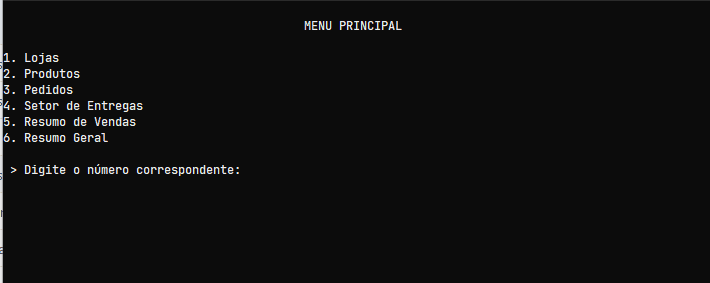 MENU PRINCIPAL
1. Lojas
2. Produtos
3. Pedidos
4. Setor de Entregas
5. Resumo de Vendas
6. Resumo Geral
> Digite o número correspondente: